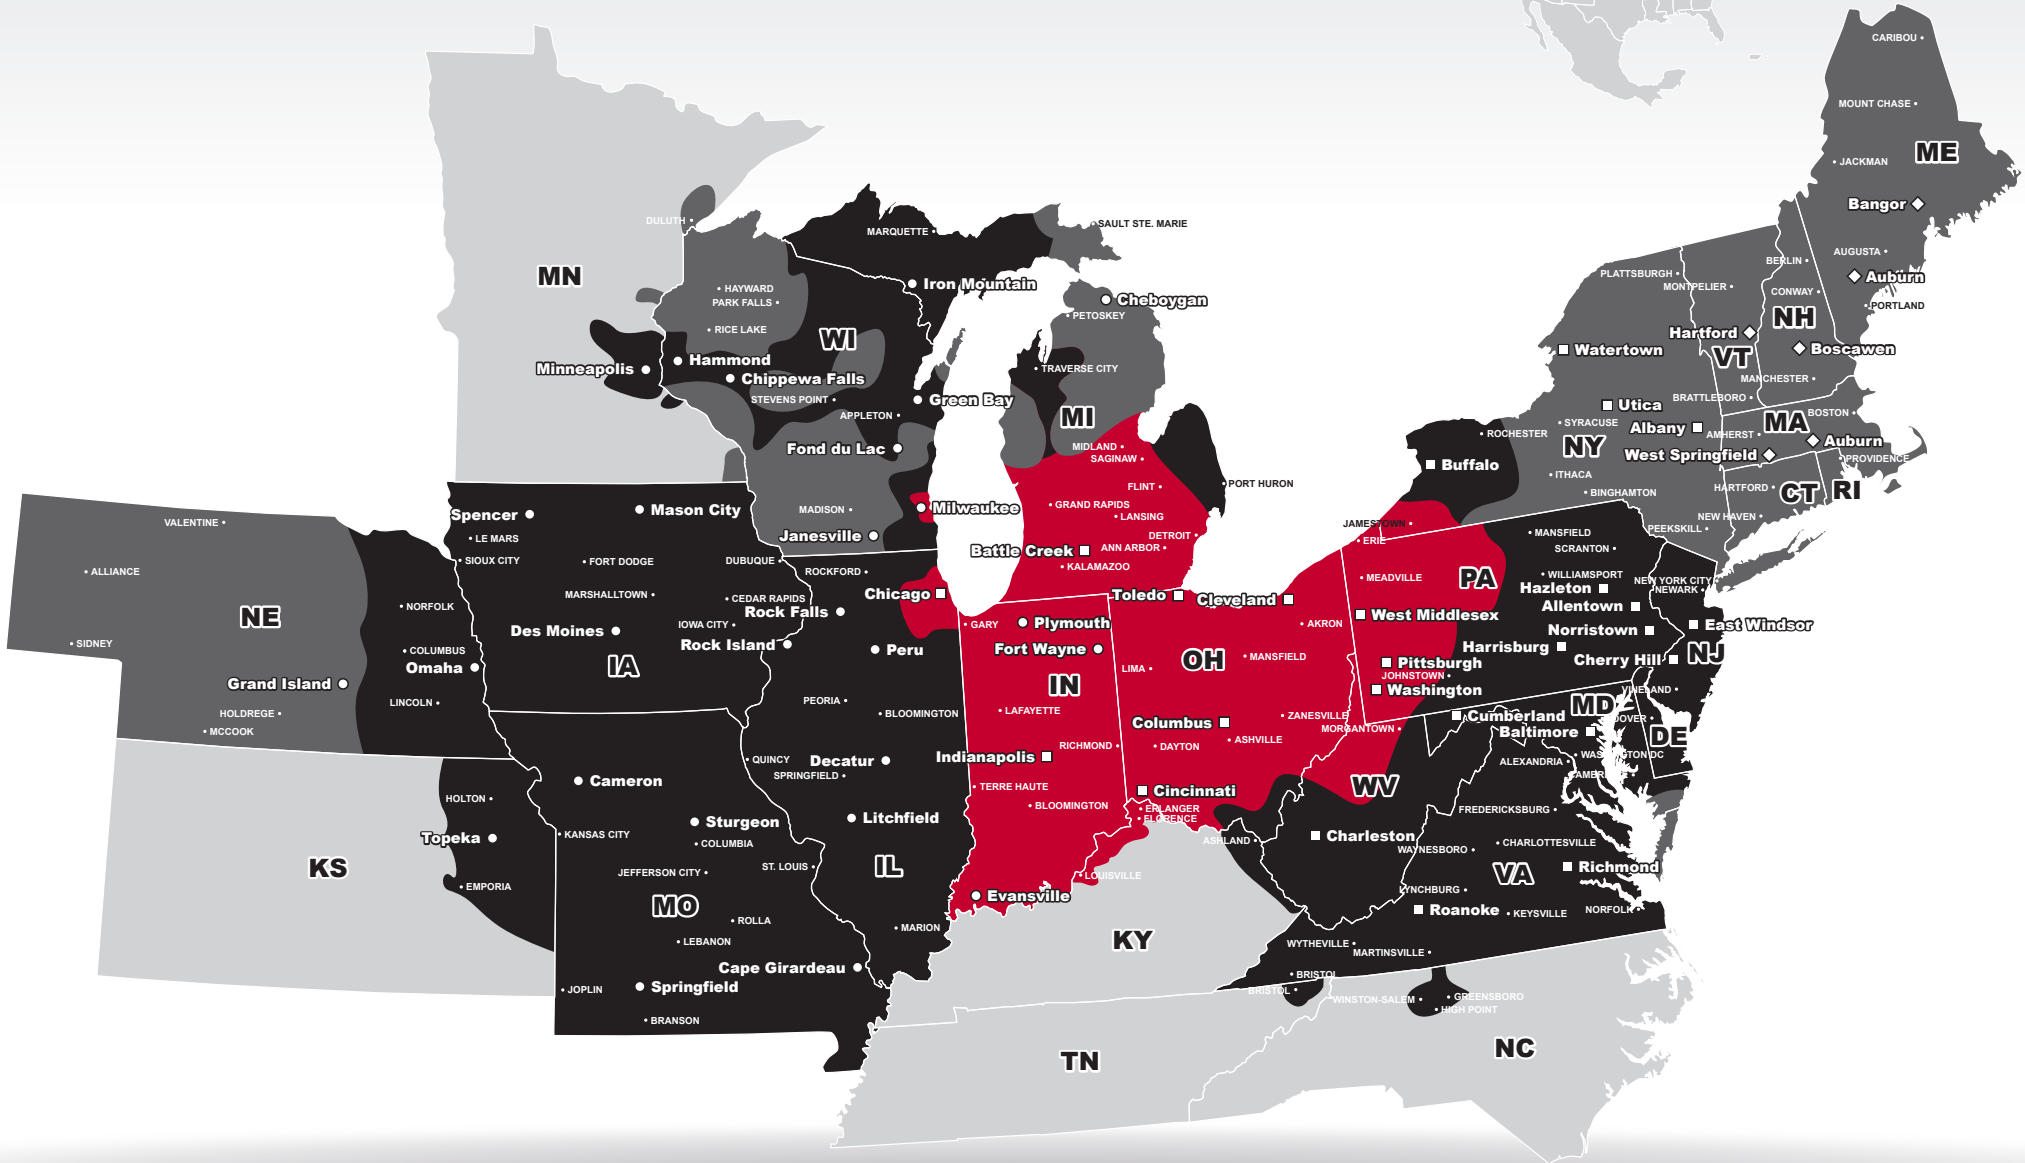 CARIBOU
MOUNT CHASE
ME
JACKMAN
Bangor
DULUTH
MARQUETTE
SAULT STE. MARIE
AUGUSTA
BERLIN
PLATTSBURGH
MN
Auburn
Iron Mountain
HAYWARD
MONTPELIER
CONWAY
PARK FALLS
Cheboygan
PORTLAND
PETOSKEY
NH
RICE LAKE
Hartford
WI
Boscawen
Watertown
VT
Hammond
Minneapolis
TRAVERSE CITY
Chippewa Falls
MANCHESTER
STEVENS POINT
Green Bay
BRATTLEBORO
Utica
APPLETON
MI
BOSTON
SYRACUSE
MA
Albany
ROCHESTER
AMHERST
Auburn
MIDLAND
NY
Fond du Lac
West Springfield
SAGINAW
PROVIDENCE
Buffalo
ITHACA
PORT HURON
FLINT
HARTFORD
CT
RI
BINGHAMTON
GRAND RAPIDS
Milwaukee
MADISON
Mason City
Spencer
LANSING
NEW HAVEN
VALENTINE
JAMESTOWN
PEEKSKILL
MANSFIELD
Janesville
DETROIT
LE MARS
ERIE
Battle Creek
ANN ARBOR
SCRANTON
SIOUX CITY
FORT DODGE
DUBUQUE
KALAMAZOO
ALLIANCE
ROCKFORD
WILLIAMSPORT
MEADVILLE
PA
NEW YORK CITY
Hazleton
NEWARK
Chicago
MARSHALLTOWN
CEDAR RAPIDS
Toledo
Cleveland
NORFOLK
Allentown
Rock Falls
West Middlesex
NE
GARY
Plymouth
AKRON
IOWA CITY
East Windsor
Des Moines
Norristown
SIDNEY
Rock Island
Peru
Fort Wayne
Harrisburg
COLUMBUS
NJ
MANSFIELD
OH
Cherry Hill
Omaha
IA
LIMA
Pittsburgh
JOHNSTOWN
Grand Island
IN
Washington
VINELAND
LINCOLN
PEORIA
MD
HOLDREGE
BLOOMINGTON
LAFAYETTE
ZANESVILLE
Cumberland
DOVER
Columbus
MORGANTOWN
MCCOOK
Baltimore
DE
ASHVILLE
RICHMOND
DAYTON
Indianapolis
WASHINGTON DC
QUINCY
Decatur
ALEXANDRIA
SPRINGFIELD
Cameron
WV
TERRE HAUTE
Cincinnati
HOLTON
BLOOMINGTON
ERLANGER
FREDERICKSBURG
FLORENCE
Sturgeon
Litchfield
KANSAS CITY
Topeka
Charleston
ASHLAND
COLUMBIA
CHARLOTTESVILLE
WAYNESBORO
KS
IL
ST. LOUIS
Richmond
JEFFERSON CITY
LOUISVILLE
VA
EMPORIA
LYNCHBURG
Evansville
MO
Roanoke
KEYSVILLE
NORFOLK
ROLLA
MARION
LEBANON
KY
WYTHEVILLE
MARTINSVILLE
Cape Girardeau
BRISTOL
Springfield
JOPLIN
BRISTOL
WINSTON-SALEM
GREENSBORO
HIGH POINT
BRANSON
TN
NC